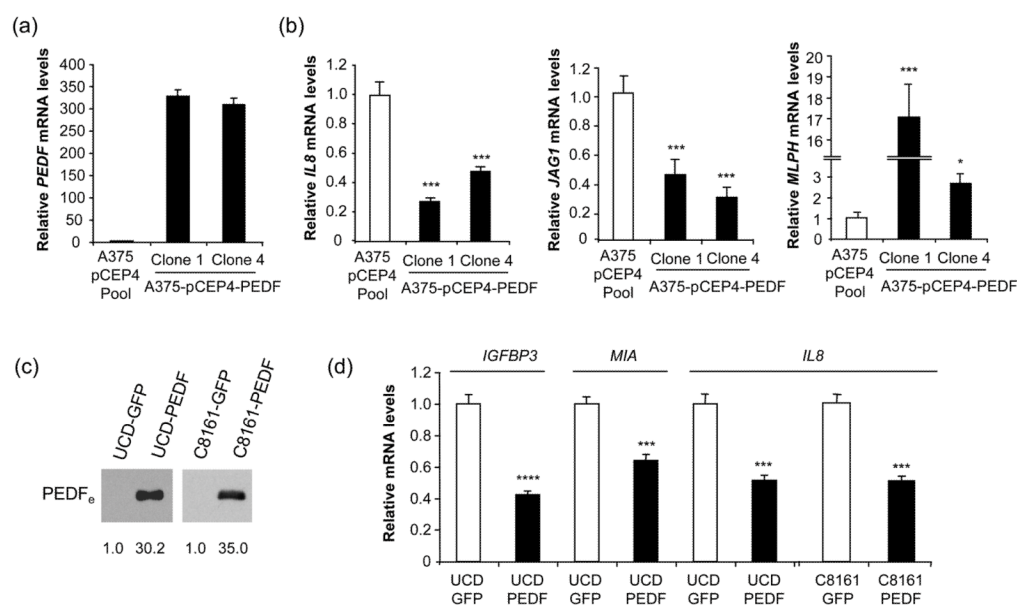 (a)
Relative PEDF mRNA levels
400
350
300
250
200
150
100
50
0
A375
pCEP4
Pool
Clone 1 Clone 4
A375-pCEP4-PEDF
(b)
Relative IL8 mRNA levels
1.2
1.0
0.8
0.6
0.4
0.2
0
***
***
A375
pCEP4
Pool
Clone 1 Clone 4
A375-pCEP4-PEDF
Relative JAG1 mRNA levels
1.2
1.0
0.8
0.6
0.4
0.2
0
***
***
A375
pCEP4
Pool
Clone 1 Clone 4
A375-pCEP4-PEDF
Relative MLPH mRNA levels
20
19
18
17
16
15
3
2
1
0
***
*
A375
pCEP4
Pool
Clone 1 Clone 4
A375-pCEP4-PEDF
(c)
UCD-GFP
UCD-PEDF
C8161-GFP
C8161-PEDF
PEDFe
1.0 30.2 1.0 35.0
(d)
IGFBP3 MIA IL8
Relative mRNA levels
1.2
1.0
0.8
0.6
0.4
0.2
0
****
***
***
***
UCD UCD UCD UCD UCD UCD C8161 C8161
GFP PEDF GFP PEDF GFP PEDF GFP PEDF